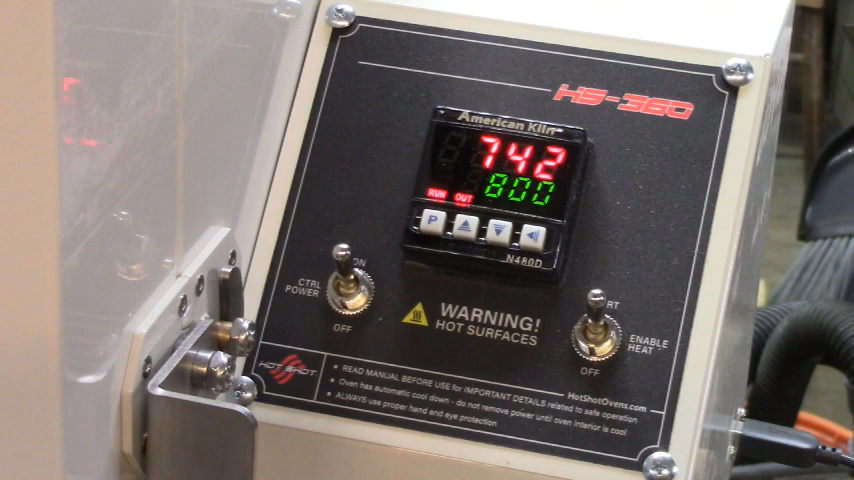 HS-360
American Kiln
742
800
RUN OUT
P
N480D
ON
CTRL
POWER
OFF
WARNING!
HOT SURFACES
RT
ENABLE
HEAT
OFF
HOT SHOT
• READ MANUAL BEFORE USE for IMPORTANT DETAILS related to safe operation
• Oven has automatic cool down - do not remove power until oven interior is cool
• ALWAYS use proper hand and eye protection
HotShotOvens.com